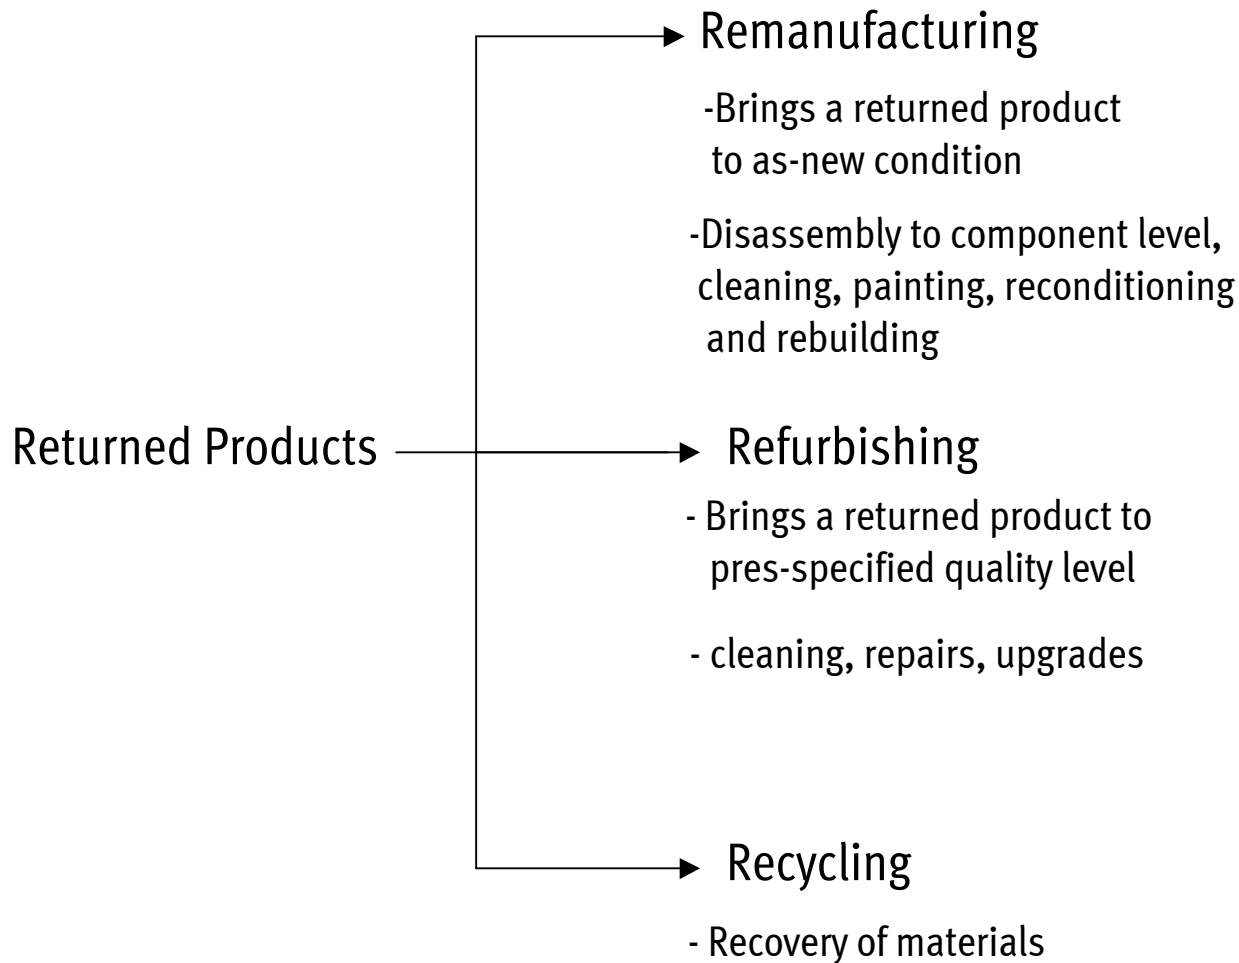 Remanufacturing
-Brings a returned product
to as-new condition
-Disassembly to component level,
cleaning, painting, reconditioning
and rebuilding
Returned Products
Refurbishing
- Brings a returned product to
pres-specified quality level
- cleaning, repairs, upgrades
Recycling
- Recovery of materials